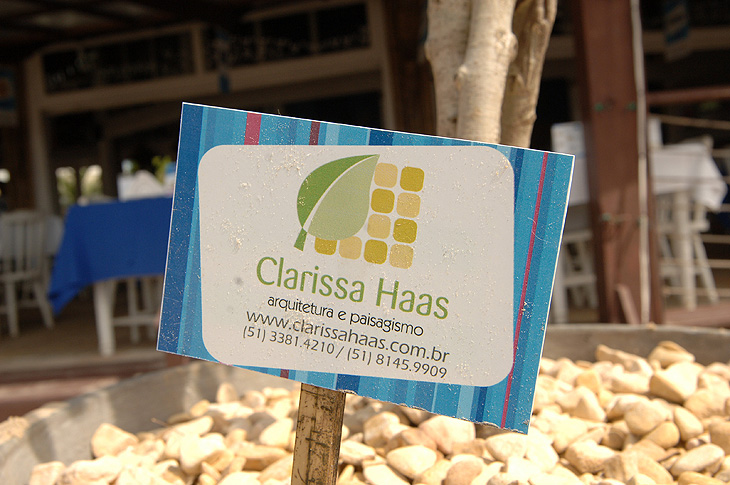 Clarissa Haas
arquitetura e paisagismo
www.clarissahaas.com.br
(51) 3381.4210 / (51) 8145.9909